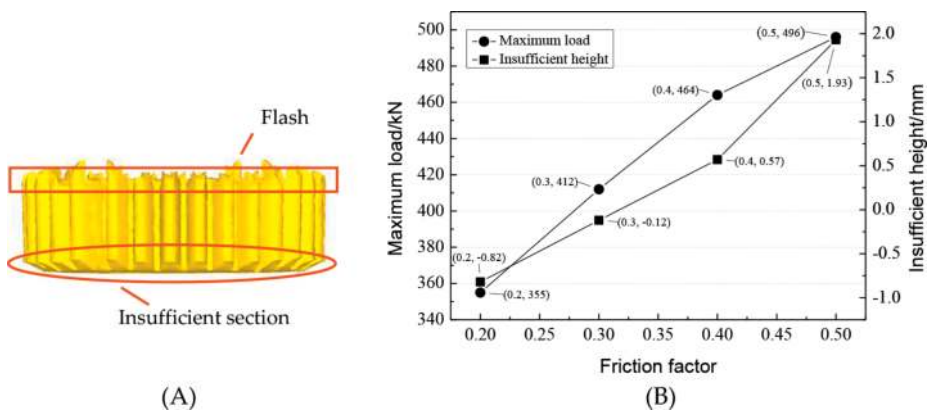 Flash
Insufficient section
(A)
Maximum load/kN
500
480
460
440
420
400
380
360
340
Maximum load
Insufficient height
(0.5, 496)
(0.5, 1.93)
(0.4, 464)
(0.4, 0.57)
(0.3, 412)
(0.3, -0.12)
(0.2, -0.82)
(0.2, 355)
2.0
1.5
1.0
0.5
0.0
-0.5
-1.0
Insufficient height/mm
0.20 0.25 0.30 0.35 0.40 0.45 0.50
Friction factor
(B)